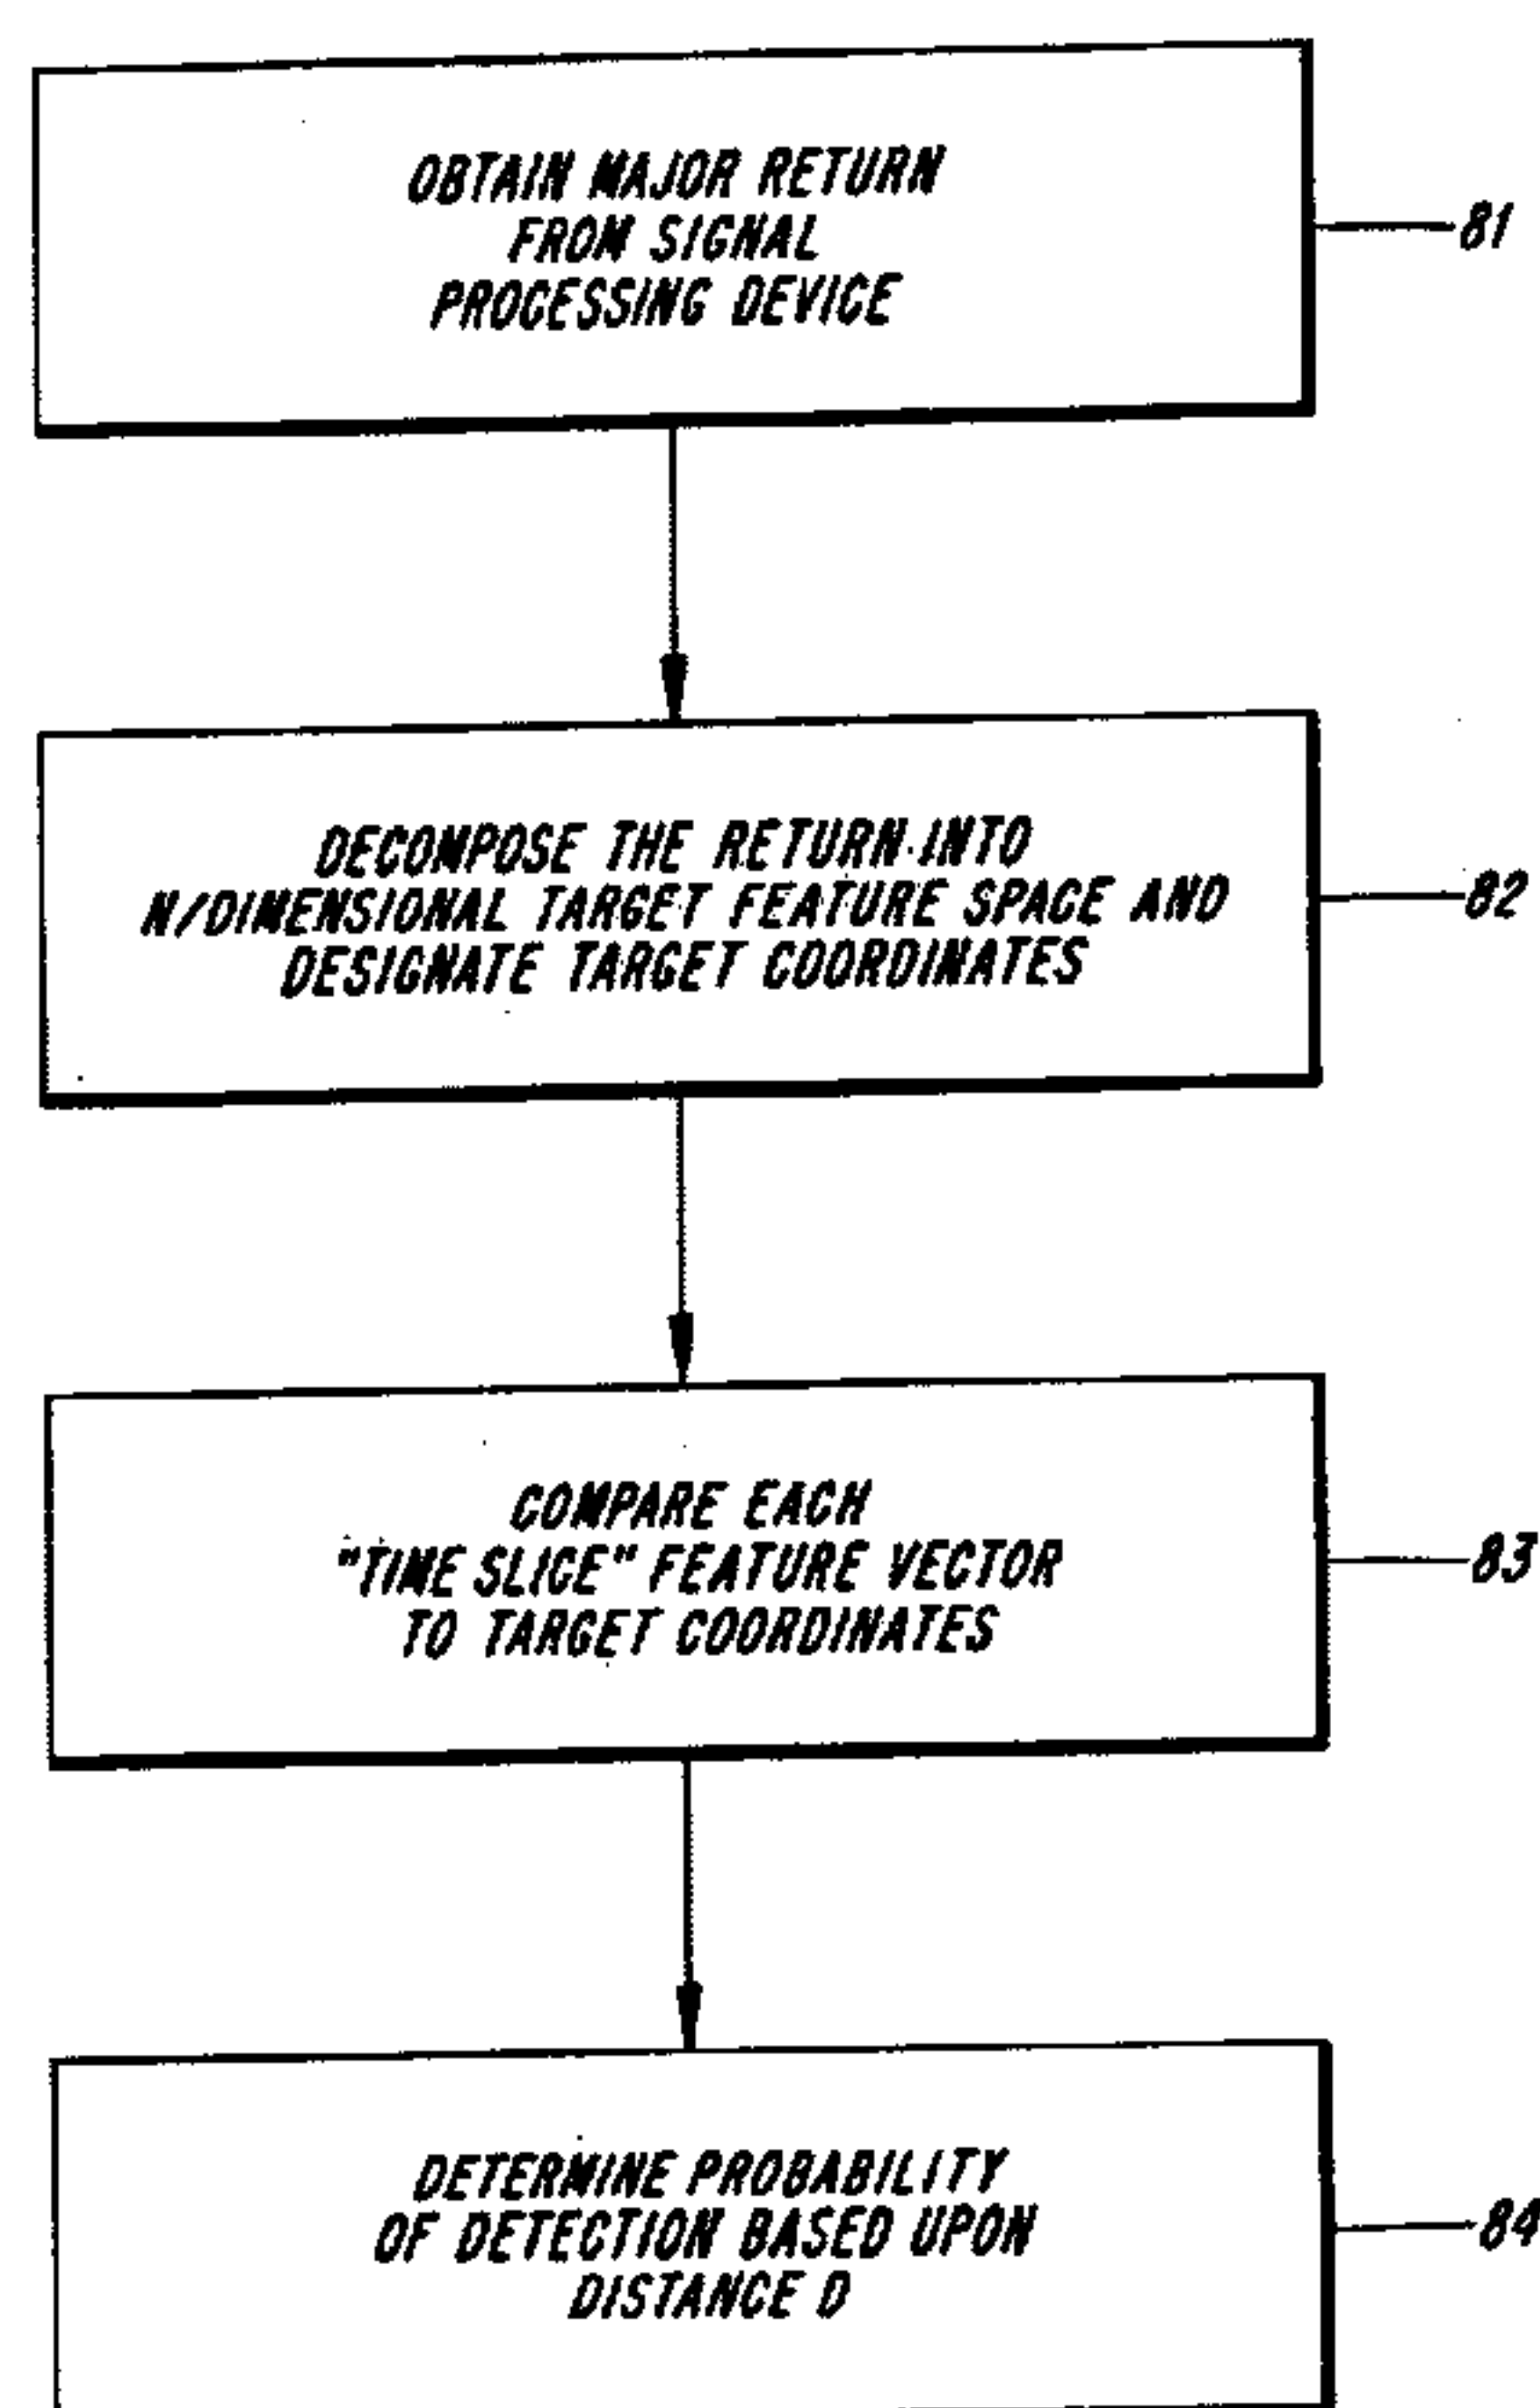 OBTAIN MAJOR RETURN
FROM SIGNAL
PROCESSING DEVICE
81
DECOMPOSE THE RETURN INTO
N/DIMENSIONAL TARGET FEATURE SPACE AND
DESIGNATE TARGET COORDINATES
82
COMPARE EACH
"TIME SLICE" FEATURE VECTOR
TO TARGET COORDINATES
83
DETERMINE PROBABILITY
OF DETECTION BASED UPON
DISTANCE D
84